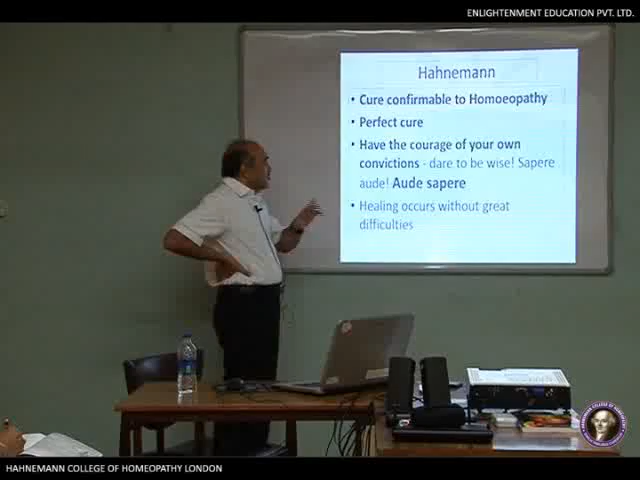 ENLIGHTENMENT EDUCATION PVT. LTD.
Hahnemann
• Cure confirmable to Homoeopathy
• Perfect cure
• Have the courage of your own
convictions - dare to be wise! Sapere
aude! Aude sapere
• Healing occurs without great
difficulties
HAHNEMANN COLLEGE OF HOMEOPATHY LONDON